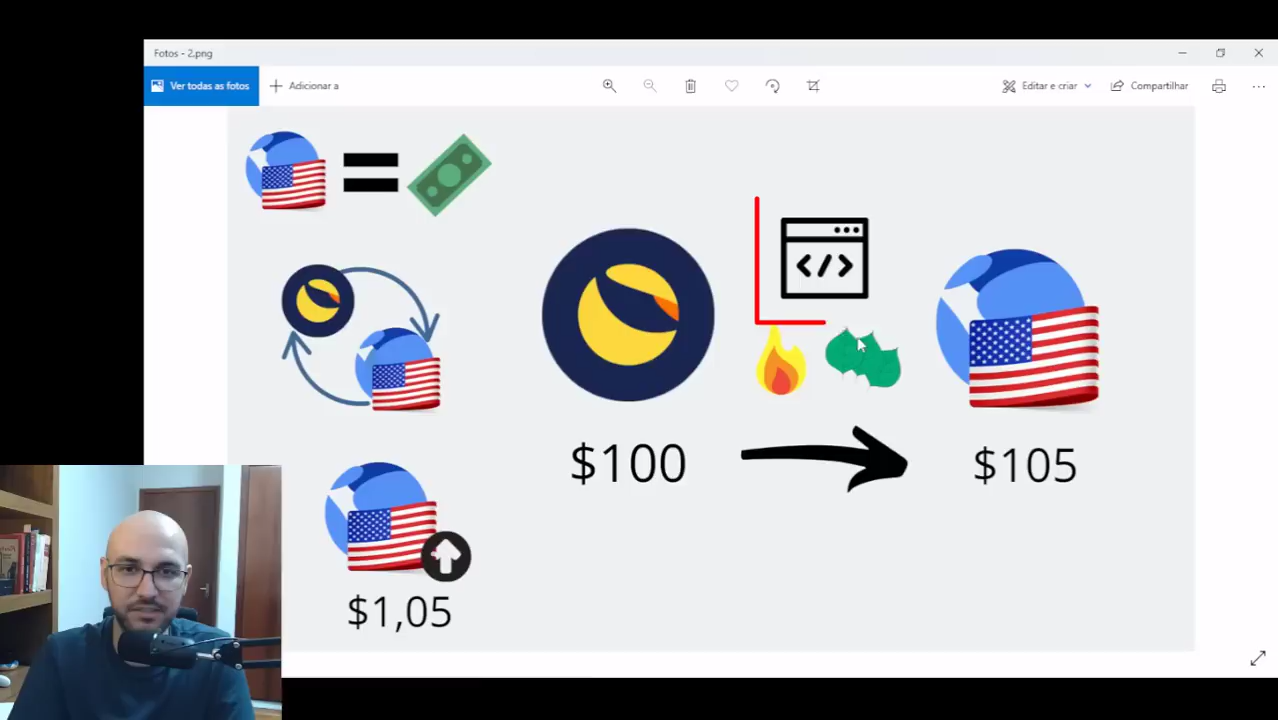 Fotos - 2.png
Ver todas as fotos
Adicionar a
Editar e criar
Compartilhar
</>
$100
$105
$1,05